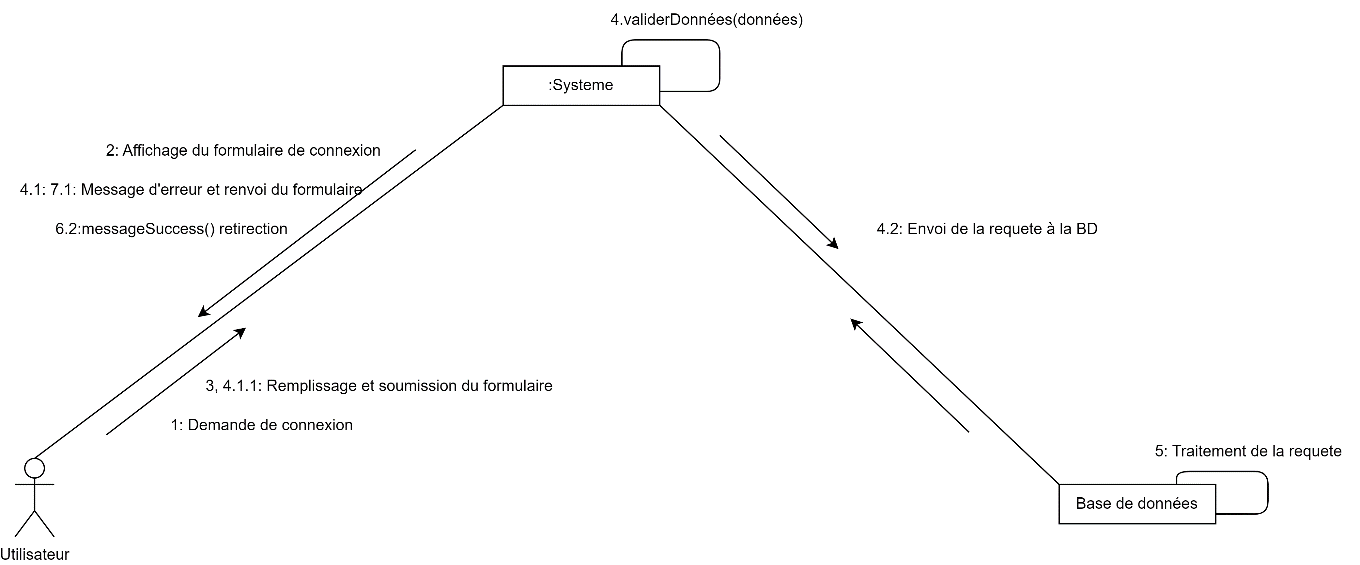 4.validerDonnées(données)
:Systeme
2: Affichage du formulaire de connexion
4.1: 7.1: Message d'erreur et renvoi du formulaire
6.2:messageSuccess() retirection
4.2: Envoi de la requete à la BD
3, 4.1.1: Remplissage et soumission du formulaire
1: Demande de connexion
5: Traitement de la requete
Base de données
Utilisateur